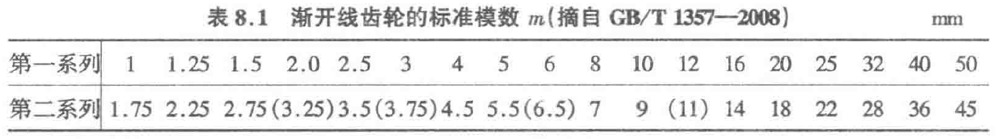 表 8.1 渐开线齿轮的标准模数 m(摘自 GB/T 1357—2008) mm
第一系列 1 1.25 1.5 2.0 2.5 3 4 5 6 8 10 12 16 20 25 32 40 50
第二系列 1.75 2.25 2.75 (3.25) 3.5 (3.75) 4.5 5.5 (6.5) 7 9 (11) 14 18 22 28 36 45